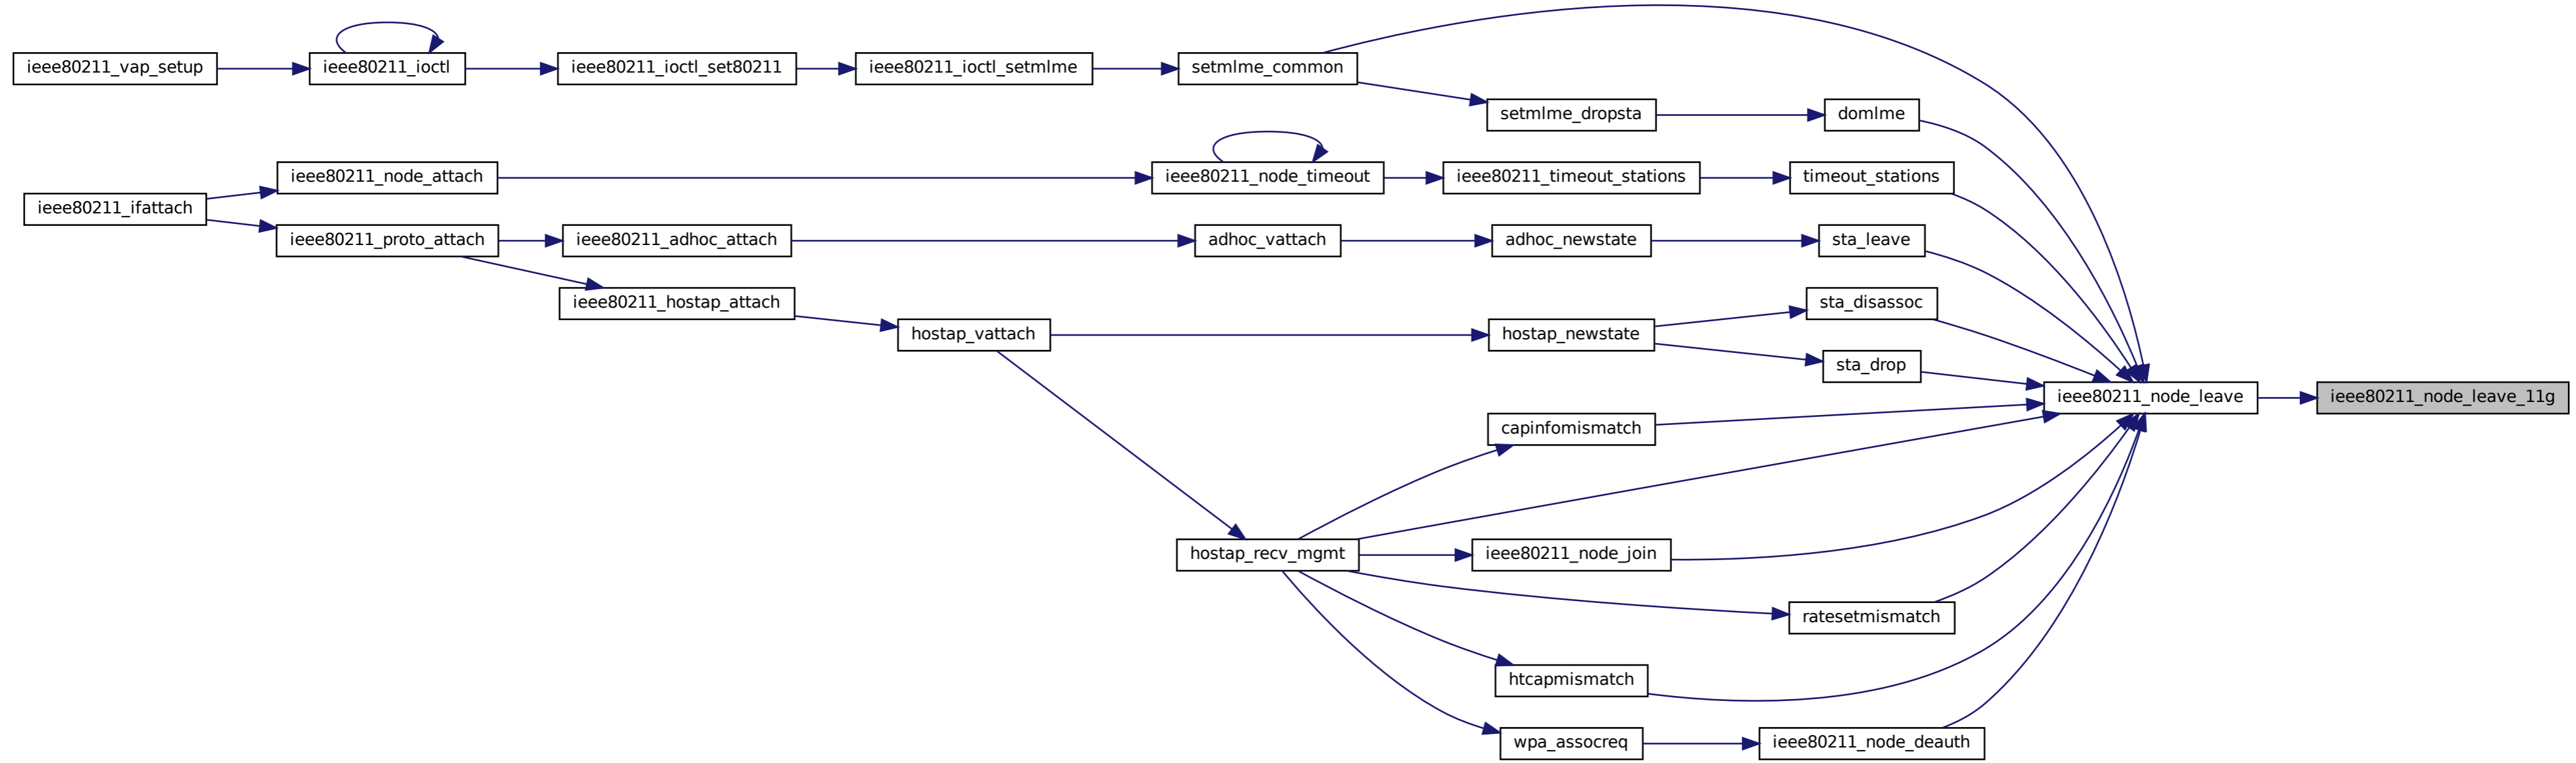 ieee80211_vap_setup
ieee80211_ioctl
ieee80211_ioctl_set80211
ieee80211_ioctl_setmlme
setmlme_common
setmlme_dropsta
domlme
ieee80211_node_attach
ieee80211_node_timeout
ieee80211_timeout_stations
timeout_stations
ieee80211_ifattach
ieee80211_proto_attach
ieee80211_adhoc_attach
adhoc_vattach
adhoc_newstate
sta_leave
ieee80211_hostap_attach
sta_disassoc
hostap_vattach
hostap_newstate
sta_drop
ieee80211_node_leave
ieee80211_node_leave_11g
capinfomismatch
hostap_recv_mgmt
ieee80211_node_join
ratesetmismatch
htcapmismatch
wpa_assocreq
ieee80211_node_deauth